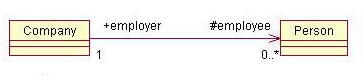 Company
+employer
#employee
Person
1
0..*